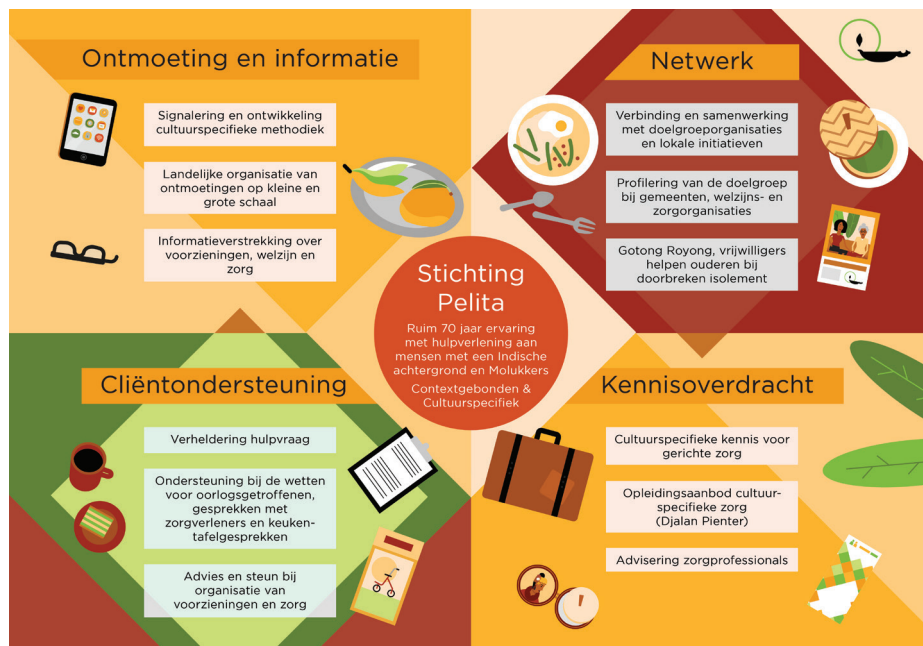 Ontmoeting en informatie
Signalering en ontwikkeling
cultuurspecifieke methodiek
Landelijke organisatie van
ontmoetingen op kleine en
grote schaal
Informatieverstrekking over
voorzieningen, welzijn en
zorg
Netwerk
Verbinding en samenwerking
met doelgroeporganisaties
en lokale initiatieven
Profilering van de doelgroep
bij gemeenten, welzijns- en
zorgorganisaties
Gotong Royong, vrijwilligers
helpen ouderen bij
doorbreken isolement
Stichting
Pelita
Ruim 70 jaar ervaring
met hulpverlening aan
mensen met een Indische
achtergrond en Molukkers
Contextgebonden &
Cultuurspecifiek
Cliëntondersteuning
Verheldering hulpvraag
Ondersteuning bij de wetten
voor oorlogsgetroffenen,
gesprekken met
zorgverleners en keuken-
tafelgesprekken
Advies en steun bij
organisatie van
voorzieningen en zorg
Kennisoverdracht
Cultuurspecifieke kennis voor
gerichte zorg
Opleidingsaanbod cultuur-
specifieke zorg
(Djalan Pienter)
Advisering zorgprofessionals